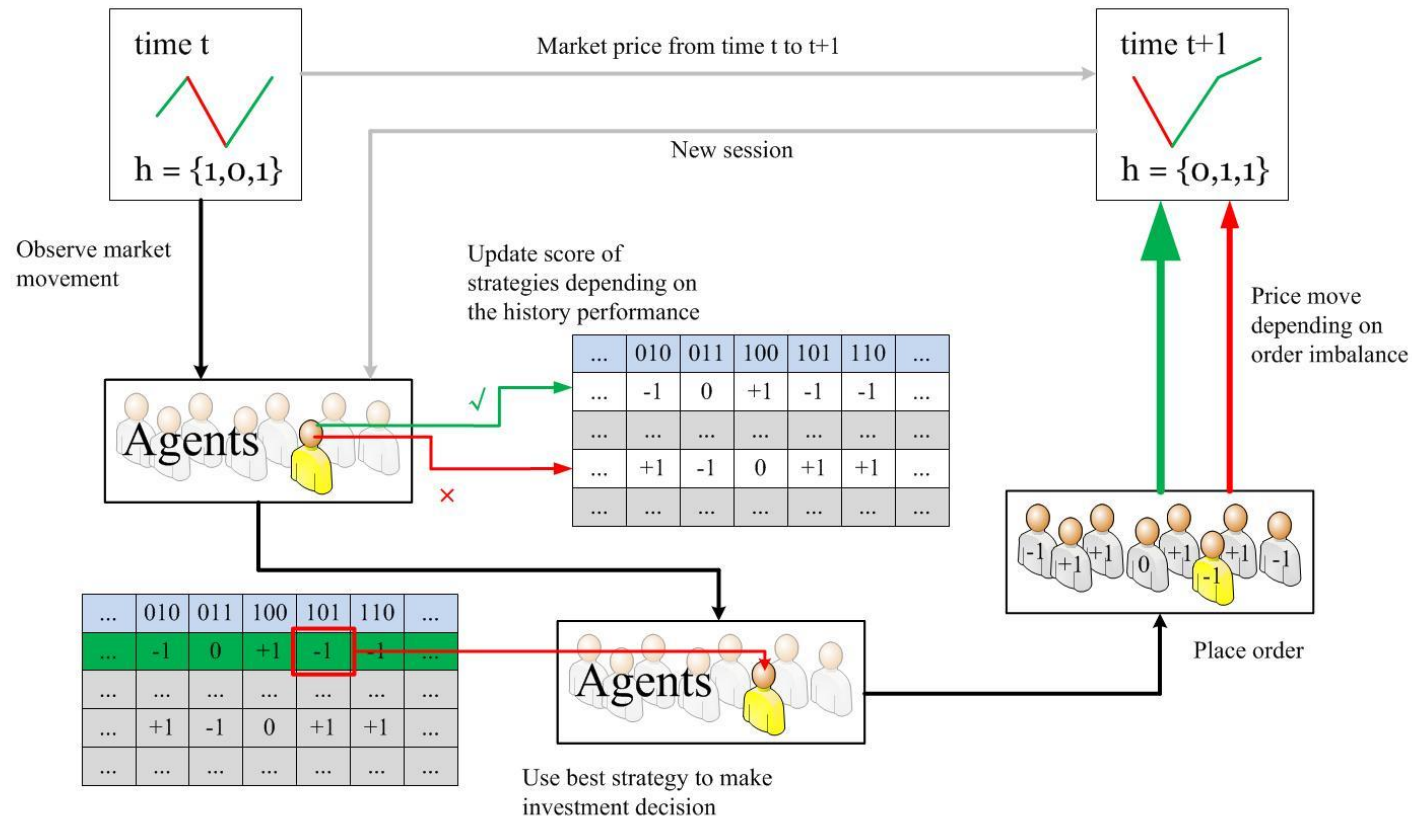 time t
h = {1,0,1}
Market price from time t to t+1
New session
time t+1
h = {0,1,1}
Observe market
movement
Update score of
strategies depending on
the history performance
Price move
depending on
order imbalance
... 010 011 100 101 110 ...
... -1 0 +1 -1 -1 ...
... ... ... ... ... ... ...
... +1 -1 0 +1 +1 ...
... ... ... ... ... ... ...
√
×
Agents
-1 +1 +1 0 +1 -1 +1 -1
Place order
... 010 011 100 101 110 ...
... -1 0 +1 -1 -1 ...
... ... ... ... ... ... ...
... +1 -1 0 +1 +1 ...
... ... ... ... ... ... ...
Agents
Use best strategy to make
investment decision